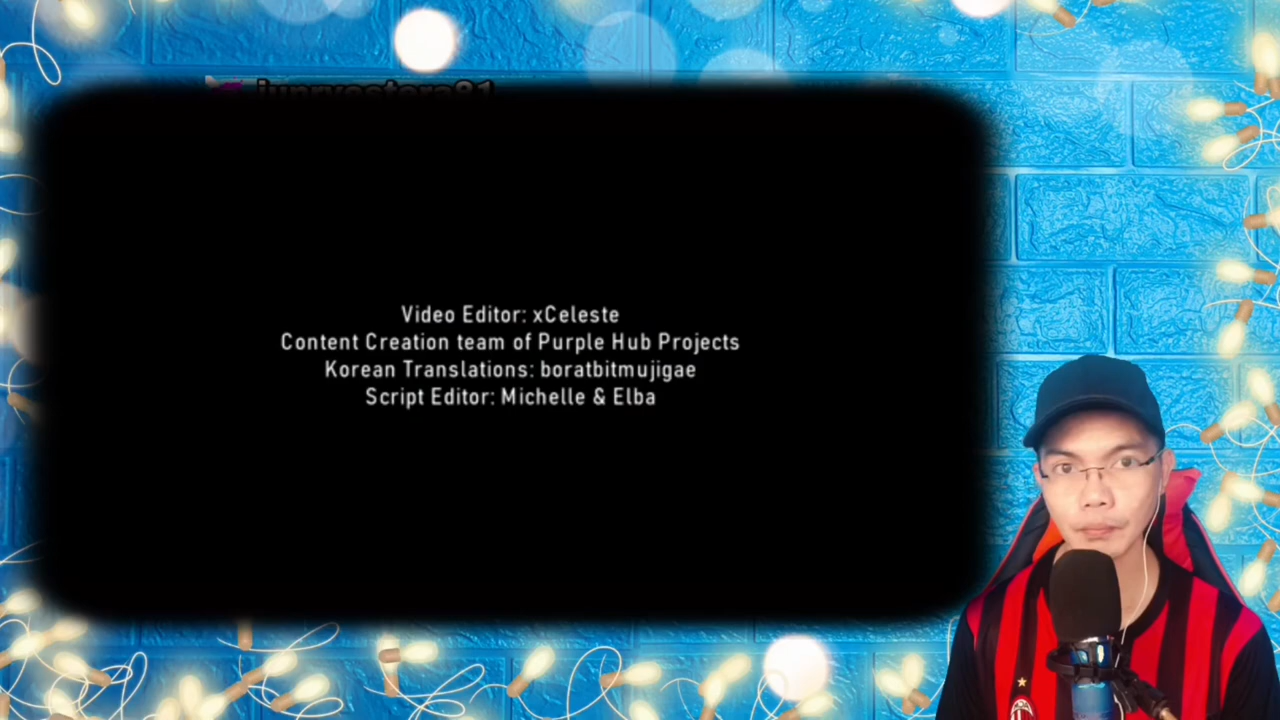 Video Editor: xCeleste
Content Creation team of Purple Hub Projects
Korean Translations: boratbitmujigae
Script Editor: Michelle & Elba